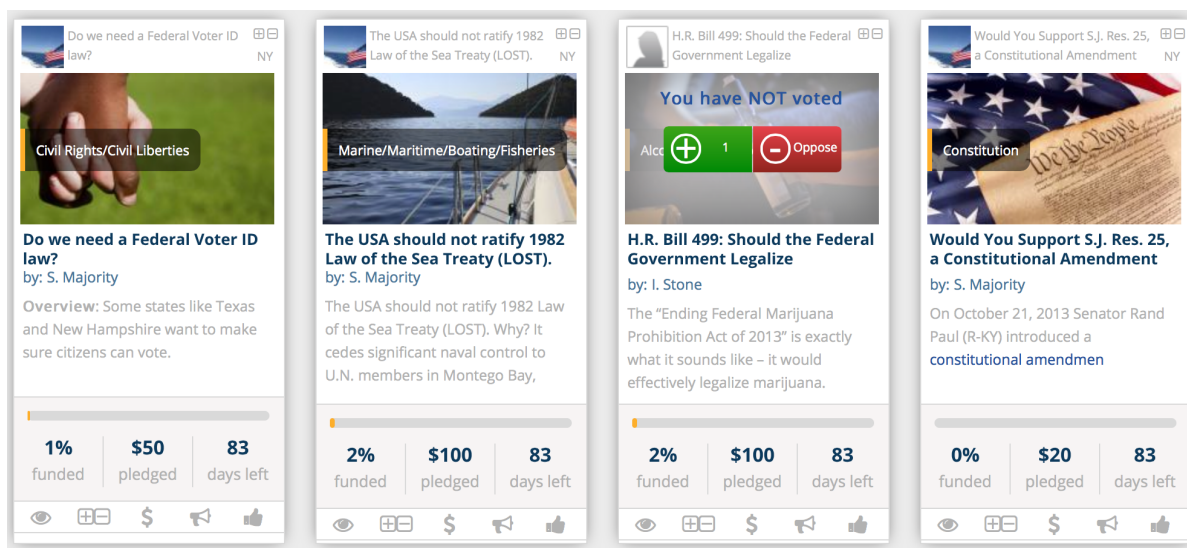 Do we need a Federal Voter ID
law?
NY
Civil Rights/Civil Liberties
Do we need a Federal Voter ID
law?
by: S. Majority
Overview: Some states like Texas
and New Hampshire want to make
sure citizens can vote.
1% $50 83
funded pledged days left
$
The USA should not ratify 1982
Law of the Sea Treaty (LOST).
NY
Marine/Maritime/Boating/Fisheries
The USA should not ratify 1982
Law of the Sea Treaty (LOST).
by: S. Majority
The USA should not ratify 1982 Law
of the Sea Treaty (LOST). Why? It
cedes significant naval control to
U.N. members in Montego Bay,
2% $100 83
funded pledged days left
$
H.R. Bill 499: Should the Federal
Government Legalize
You have NOT voted
Alco
1
Oppose
H.R. Bill 499: Should the Federal
Government Legalize
by: I. Stone
The “Ending Federal Marijuana
Prohibition Act of 2013” is exactly
what it sounds like – it would
effectively legalize marijuana.
2% $100 83
funded pledged days left
$
Would You Support S.J. Res. 25,
a Constitutional Amendment
NY
Constitution
We the People
Would You Support S.J. Res. 25,
a Constitutional Amendment
by: S. Majority
On October 21, 2013 Senator Rand
Paul (R-KY) introduced a
constitutional amendmen
0% $20 83
funded pledged days left
$